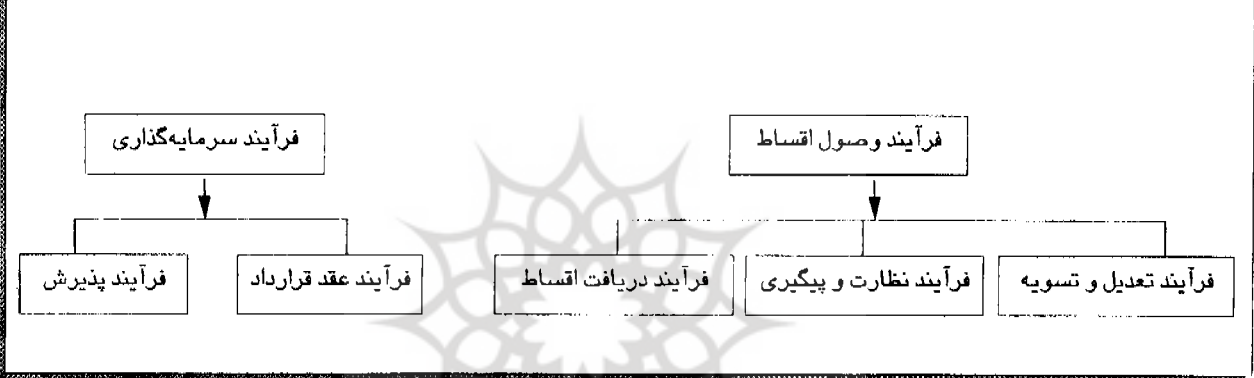 فرآیند وصول اقساط
فرآیند سرمایه‌گذاری
فرآیند تعدیل و تسویه
فرآیند نظارت و پیگیری
فرآیند دریافت اقساط
فرآیند عقد قرارداد
فرآیند پذیرش